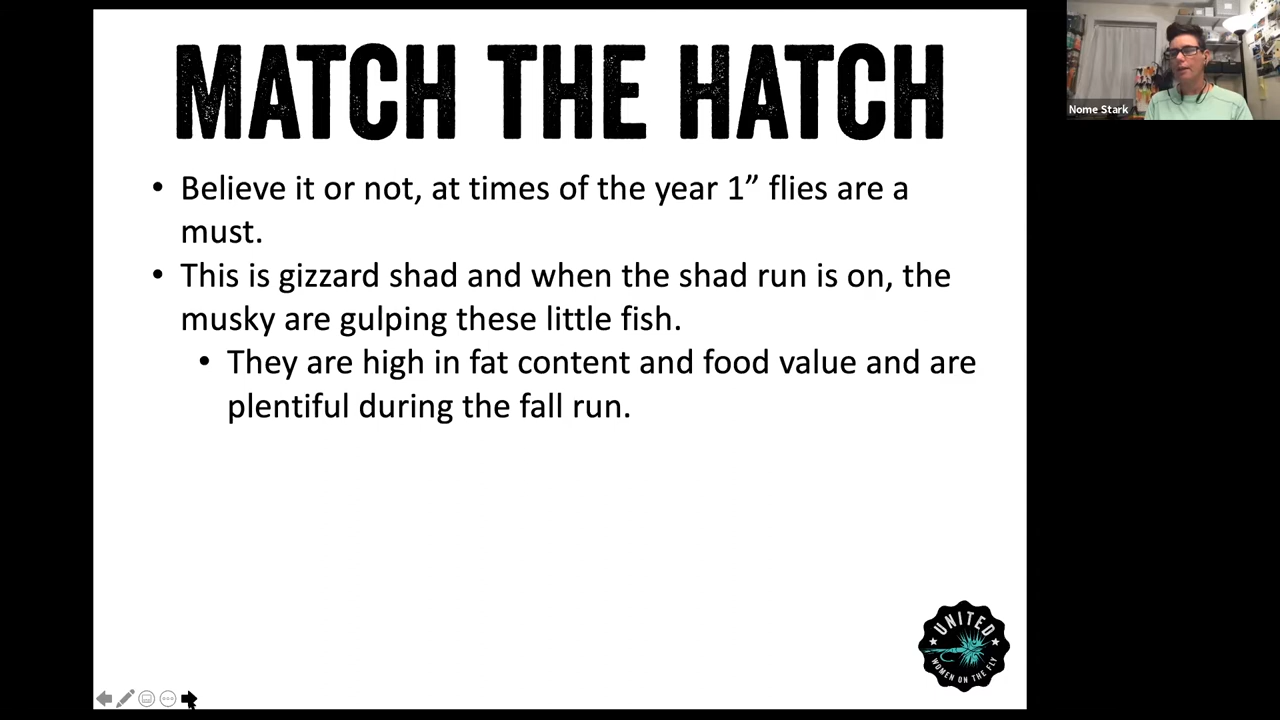 MATCH THE HATCH
Nome Stark
• Believe it or not, at times of the year 1” flies are a
must.
• This is gizzard shad and when the shad run is on, the
musky are gulping these little fish.
• They are high in fat content and food value and are
plentiful during the fall run.
UNITED
WOMEN ON THE FLY